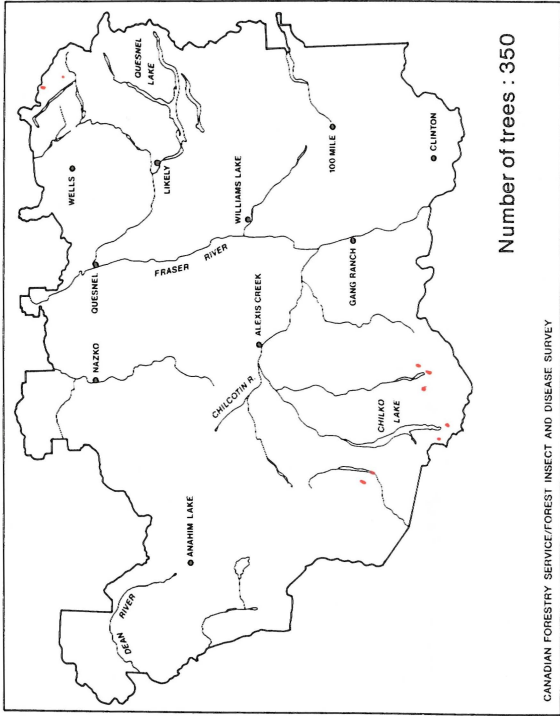 WELLS
QUESNEL
LAKE
QUESNEL
LIKELY
NAZKO
FRASER RIVER
WILLIAMS LAKE
ANAHIM LAKE
DEAN RIVER
ALEXIS CREEK
CHILCOTIN R.
100 MILE
GANG RANCH
CHILKO
LAKE
CLINTON
Number of trees : 350
CANADIAN FORESTRY SERVICE/FOREST INSECT AND DISEASE SURVEY